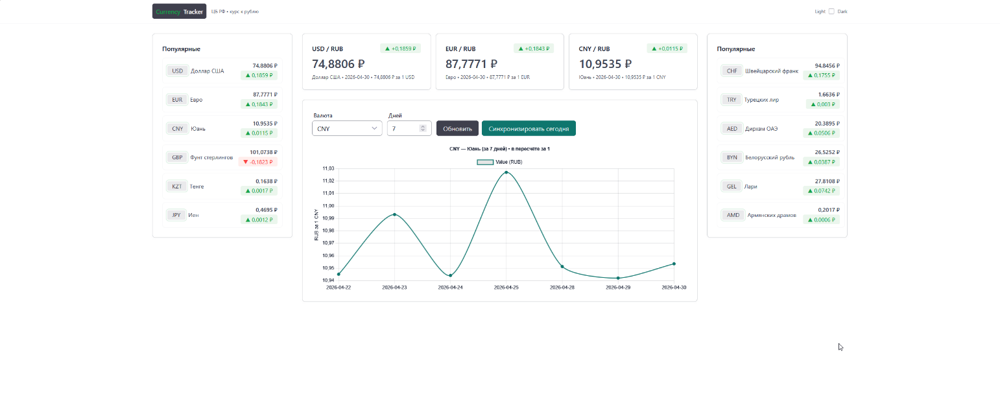 Currency Tracker
ЦБ РФ • курс к рублю
Light Dark
Популярные
USD Доллар США 74,8806 ₽
▲ 0,1859 ₽
EUR Евро 87,7771 ₽
▲ 0,1843 ₽
CNY Юань 10,9535 ₽
▲ 0,0115 ₽
GBP Фунт стерлингов 101,0738 ₽
▼ -0,1823 ₽
KZT Тенге 0,1638 ₽
▲ 0,0017 ₽
JPY Иен 0,4695 ₽
▲ 0,0012 ₽
USD / RUB ▲ +0,1859 ₽
74,8806 ₽
Доллар США • 2026-04-30 • 74,8806 ₽ за 1 USD
EUR / RUB ▲ +0,1843 ₽
87,7771 ₽
Евро • 2026-04-30 • 87,7771 ₽ за 1 EUR
CNY / RUB ▲ +0,0115 ₽
10,9535 ₽
Юань • 2026-04-30 • 10,9535 ₽ за 1 CNY
Валюта Дней
CNY 7 Обновить Синхронизировать сегодня
CNY — Юань (за 7 дней) • в пересчёте за 1
Value (RUB)
RUB за 1 CNY
11,03
11,02
11,01
11,00
10,99
10,98
10,97
10,96
10,95
10,94
2026-04-22 2026-04-23 2026-04-24 2026-04-25 2026-04-28 2026-04-29 2026-04-30
Популярные
CHF Швейцарский франк 94,8456 ₽
▲ 0,1755 ₽
TRY Турецких лир 1,6636 ₽
▲ 0,003 ₽
AED Дирхам ОАЭ 20,3895 ₽
▲ 0,0506 ₽
BYN Белорусский рубль 26,5252 ₽
▲ 0,0387 ₽
GEL Лари 27,8108 ₽
▲ 0,0742 ₽
AMD Армянских драмов 0,2017 ₽
▲ 0,0006 ₽